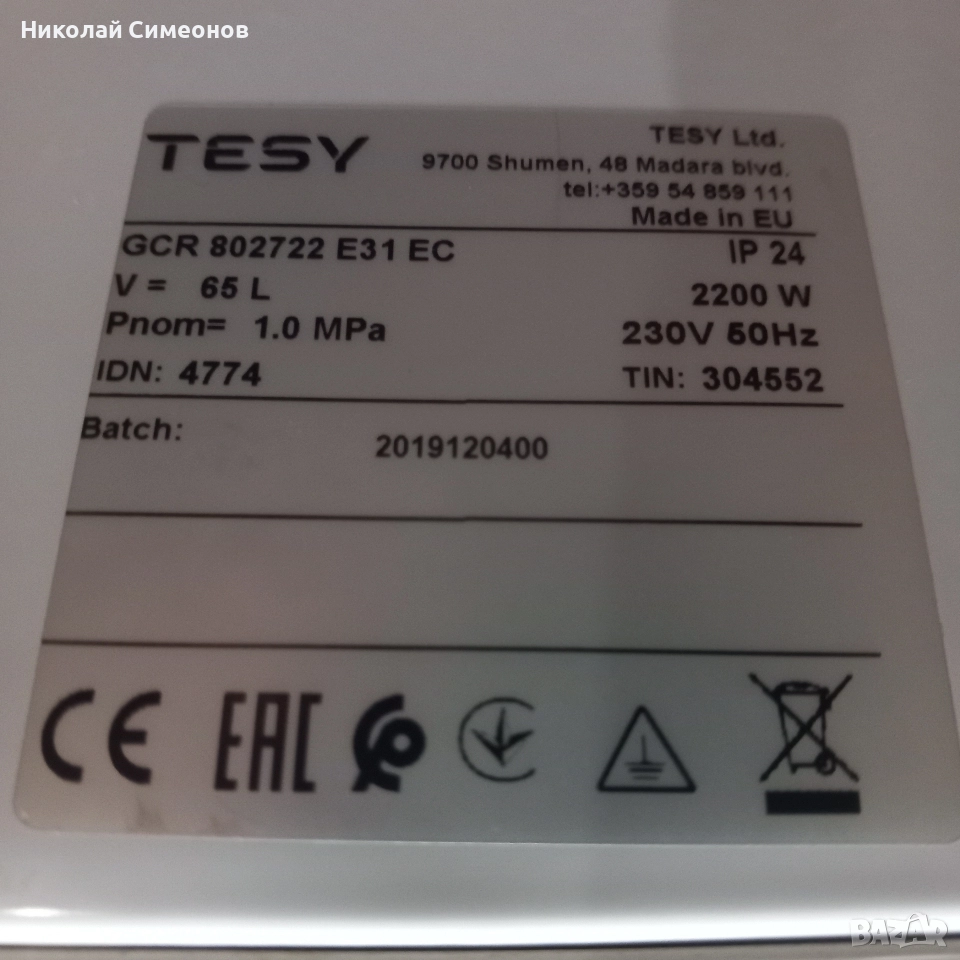 Николай Симеонов
TESY
TESY Ltd.
9700 Shumen, 48 Madara blvd.
tel:+359 54 859 111
Made in EU
GCR 802722 E31 EC IP 24
V = 65 L 2200 W
Pnom= 1.0 MPa 230V 50Hz
IDN: 4774 TIN: 304552
Batch: 2019120400
CE EAC
BAZAR